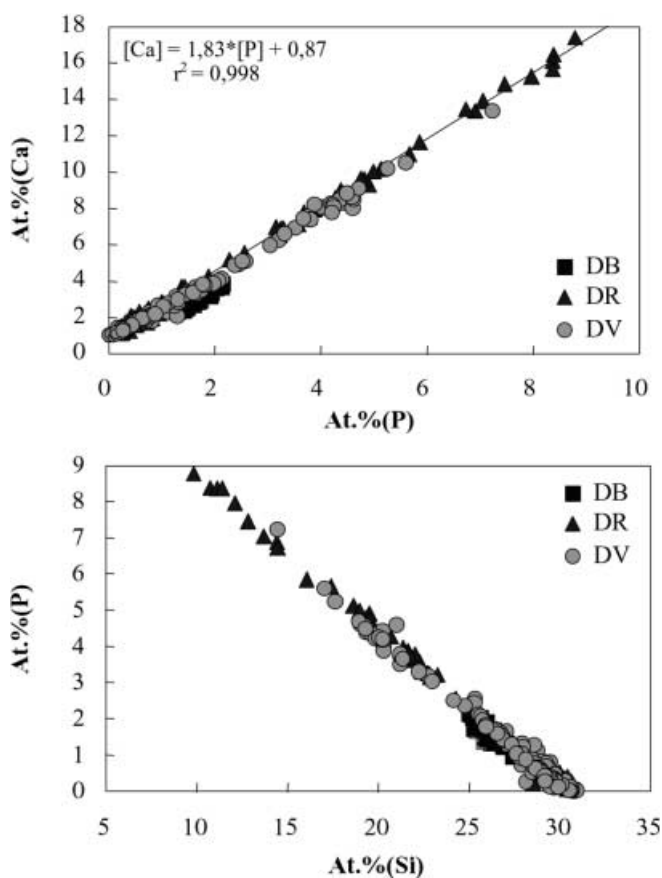 [Ca] = 1,83*[P] + 0,87
r² = 0,998
At.%(Ca)
18
16
14
12
10
8
6
4
2
0
DB
DR
DV
0 2 4 6 8 10
At.%(P)
At.%(P)
9
8
7
6
5
4
3
2
1
0
DB
DR
DV
5 10 15 20 25 30 35
At.%(Si)